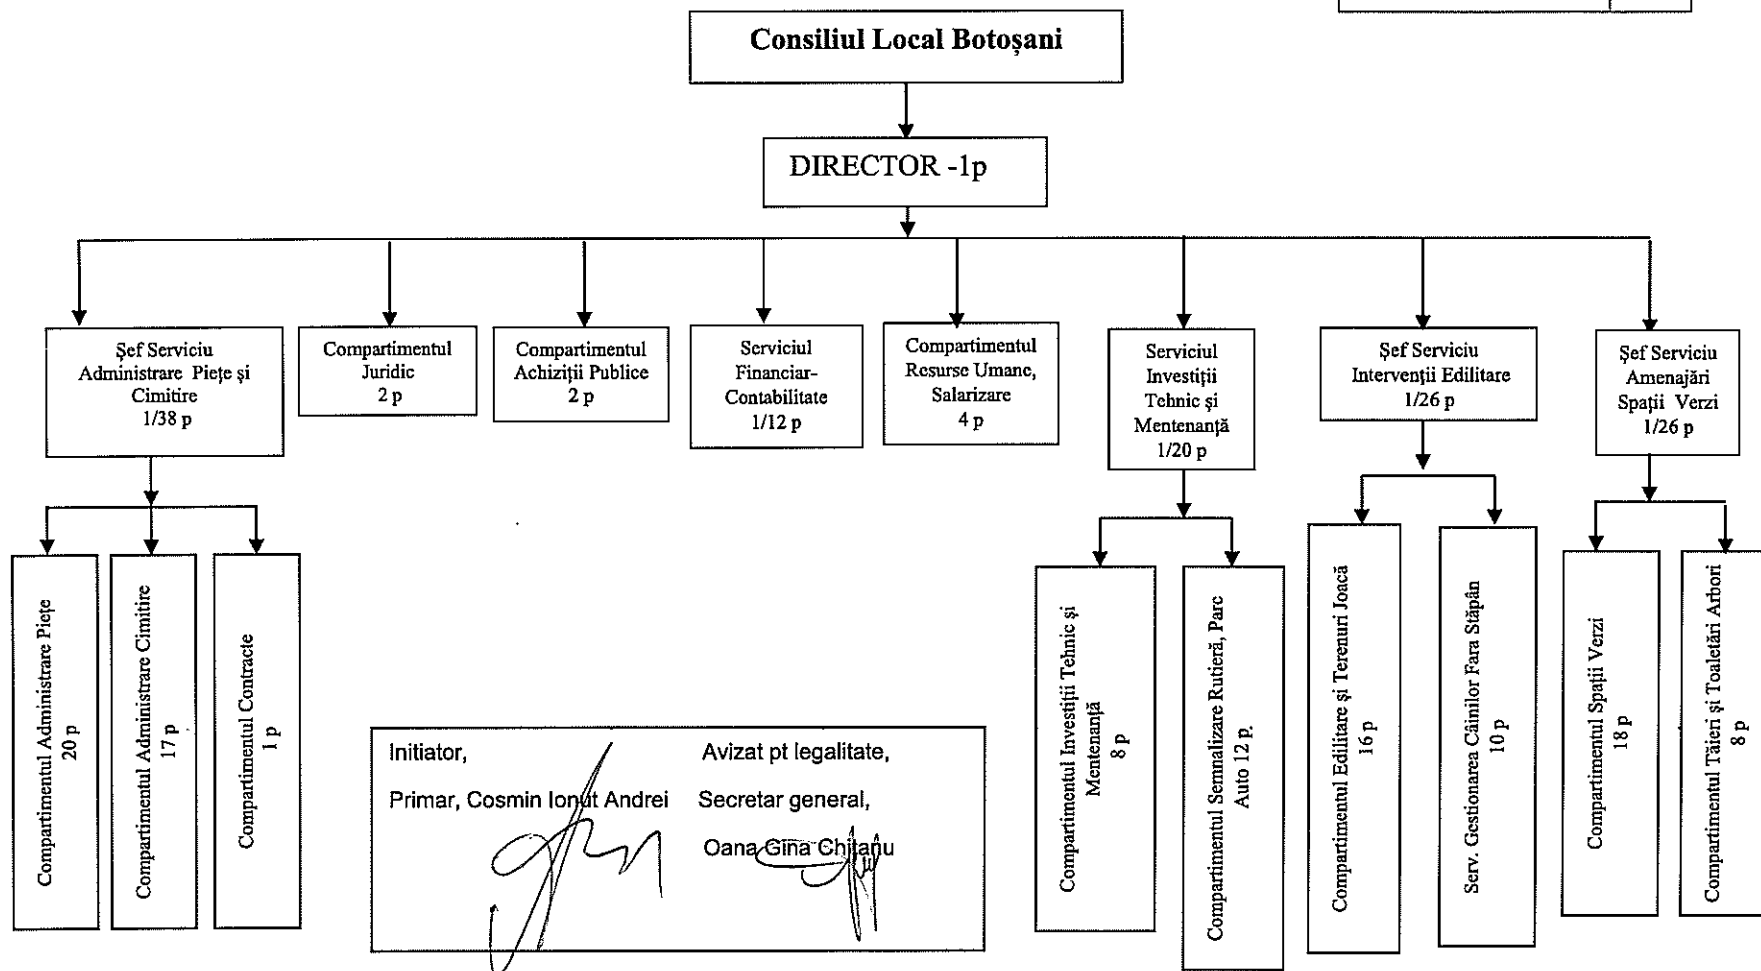 Consiliul Local Botoșani
DIRECTOR -1p
Șef Serviciu
Administrare Piețe și
Cimitire
1/38 p
Compartimentul
Juridic
2 p
Compartimentul
Achiziții Publice
2 p
Serviciul
Financiar-
Contabilitate
1/12 p
Compartimentul
Resurse Umane,
Salarizare
4 p
Serviciul
Investiții
Tehnic și
Mentenanță
1/20 p
Șef Serviciu
Intervenții Edilitare
1/26 p
Șef Serviciu
Amenajări
Spații Verzi
1/26 p
Compartimentul Administrare Piețe
20 p
Compartimentul Administrare Cimitire
17 p
Compartimentul Contracte
1 p
Compartimentul Investiții Tehnic și
Mentenanță
8 p
Compartimentul Semnalizare Rutieră, Parc
Auto 12 p.
Compartimentul Edilitare și Terenuri Joacă
16 p
Serv. Gestionarea Câinilor Fara Stăpân
10 p
Compartimentul Spații Verzi
18 p
Compartimentul Tăieri și Toaletări Arbori
8 p
Initiator,
Primar, Cosmin Ionut Andrei
Avizat pt legalitate,
Secretar general,
Oana Gina Chitanu